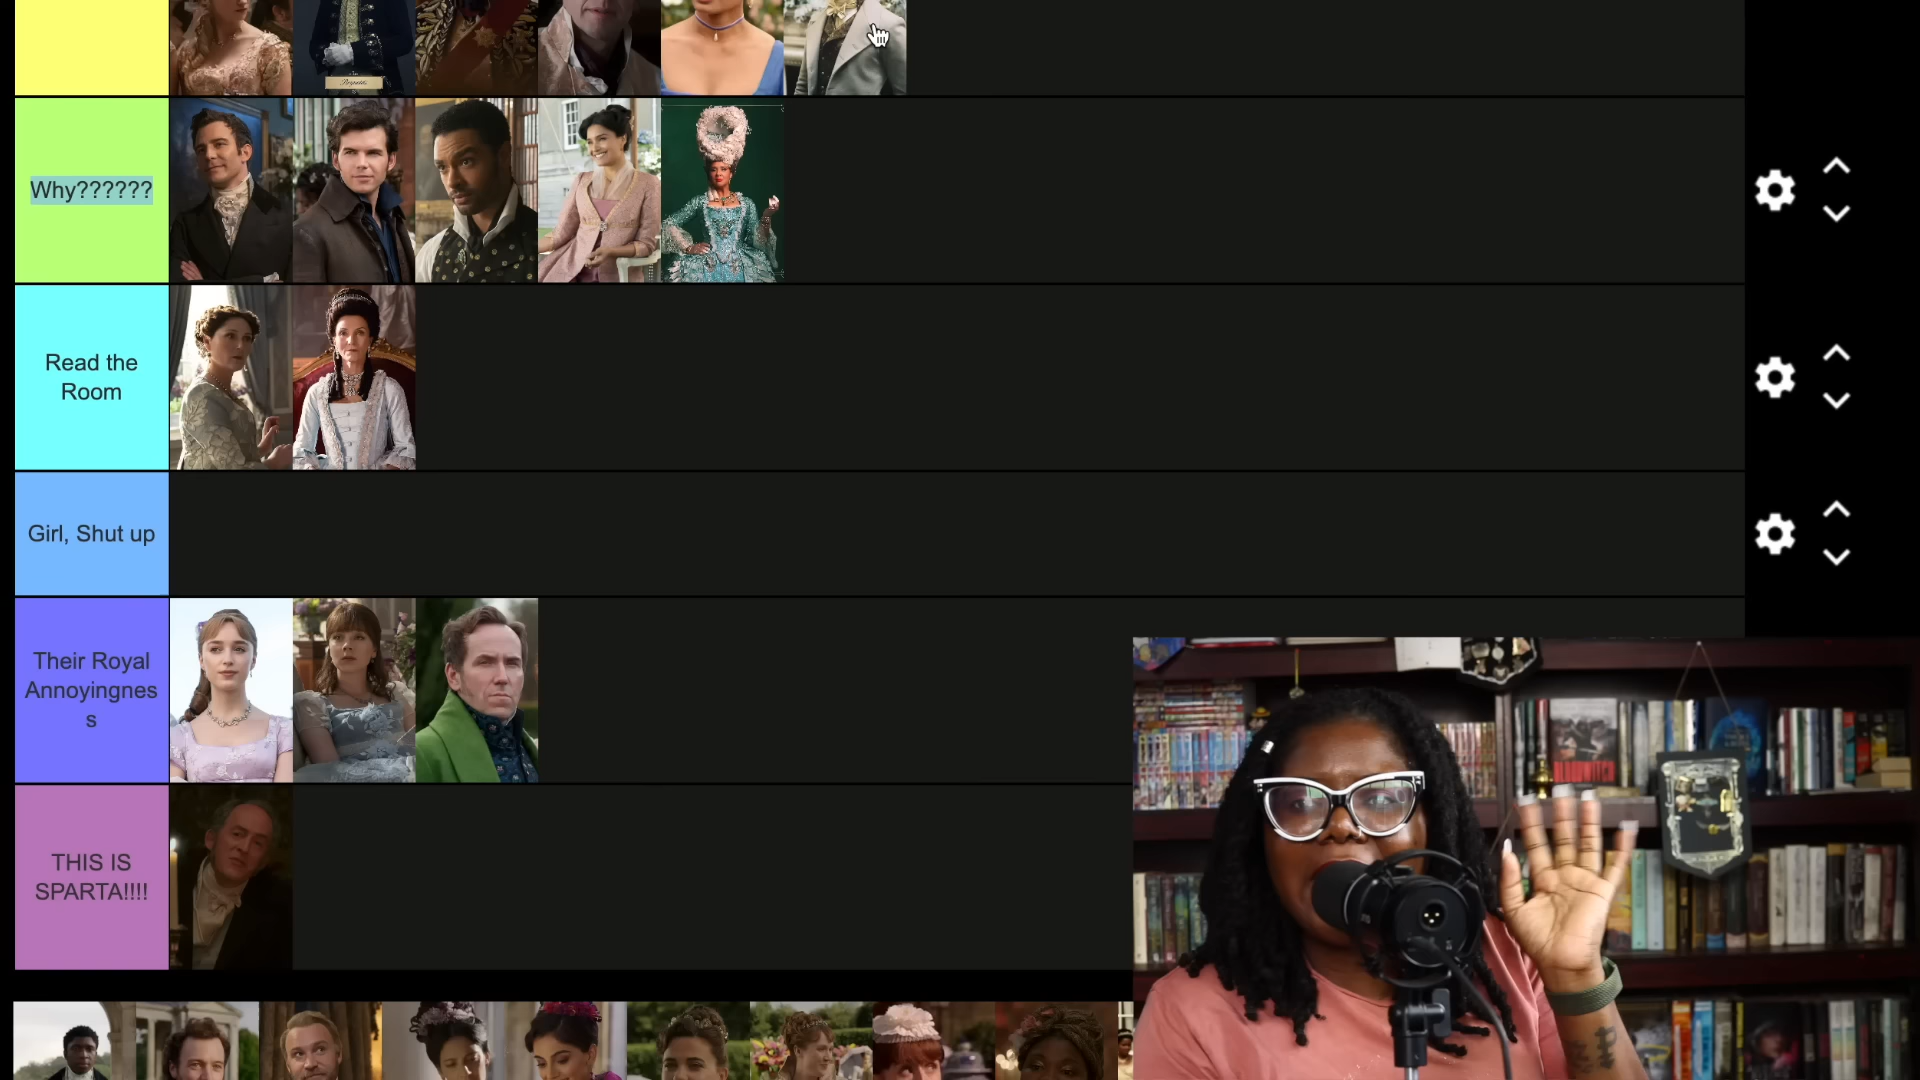 Why??????
Read the
Room
Girl, Shut up
Their Royal
Annoyingnes
s
THIS IS
SPARTA!!!!